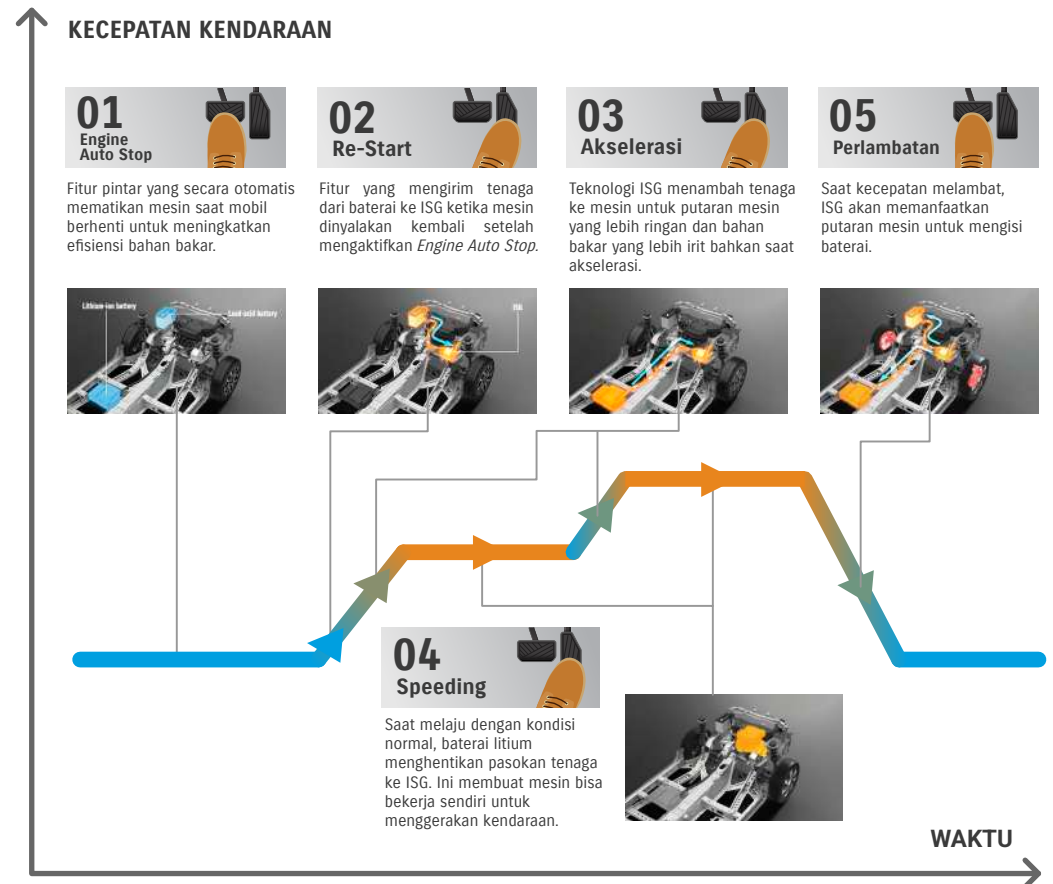 KECEPATAN KENDARAAN
01
Engine
Auto Stop
Fitur pintar yang secara otomatis
mematikan mesin saat mobil
berhenti untuk meningkatkan
efisiensi bahan bakar.
02
Re-Start
Fitur yang mengirim tenaga
dari baterai ke ISG ketika mesin
dinyalakan kembali setelah
mengaktifkan Engine Auto Stop.
03
Akselerasi
Teknologi ISG menambah tenaga
ke mesin untuk putaran mesin
yang lebih ringan dan bahan
bakar yang lebih irit bahkan saat
akselerasi.
05
Perlambatan
Saat kecepatan melambat,
ISG akan memanfaatkan
putaran mesin untuk mengisi
baterai.
Lithium-ion battery
Lead-acid battery
ISG
04
Speeding
Saat melaju dengan kondisi
normal, baterai litium
menghentikan pasokan tenaga
ke ISG. Ini membuat mesin bisa
bekerja sendiri untuk
menggerakan kendaraan.
WAKTU